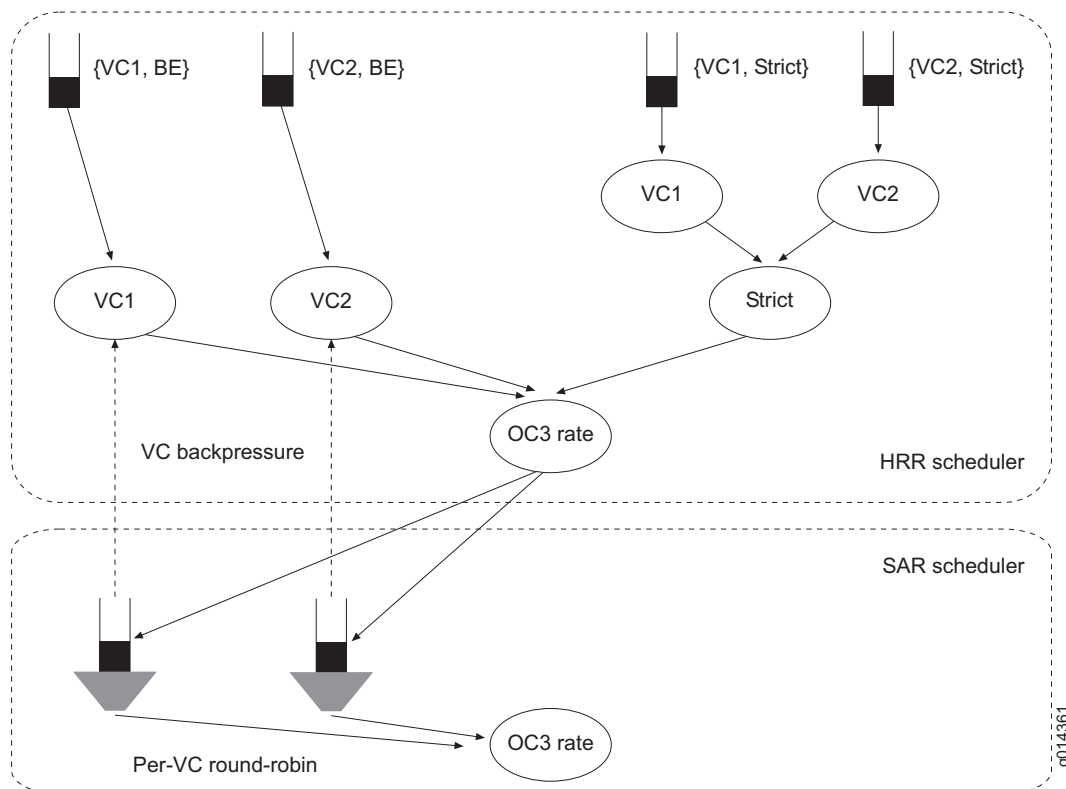 {VC1, BE}
{VC2, BE}
{VC1, Strict}
{VC2, Strict}
VC1
VC2
VC1
VC2
Strict
OC3 rate
VC backpressure
HRR scheduler
SAR scheduler
OC3 rate
Per-VC round-robin
g014361